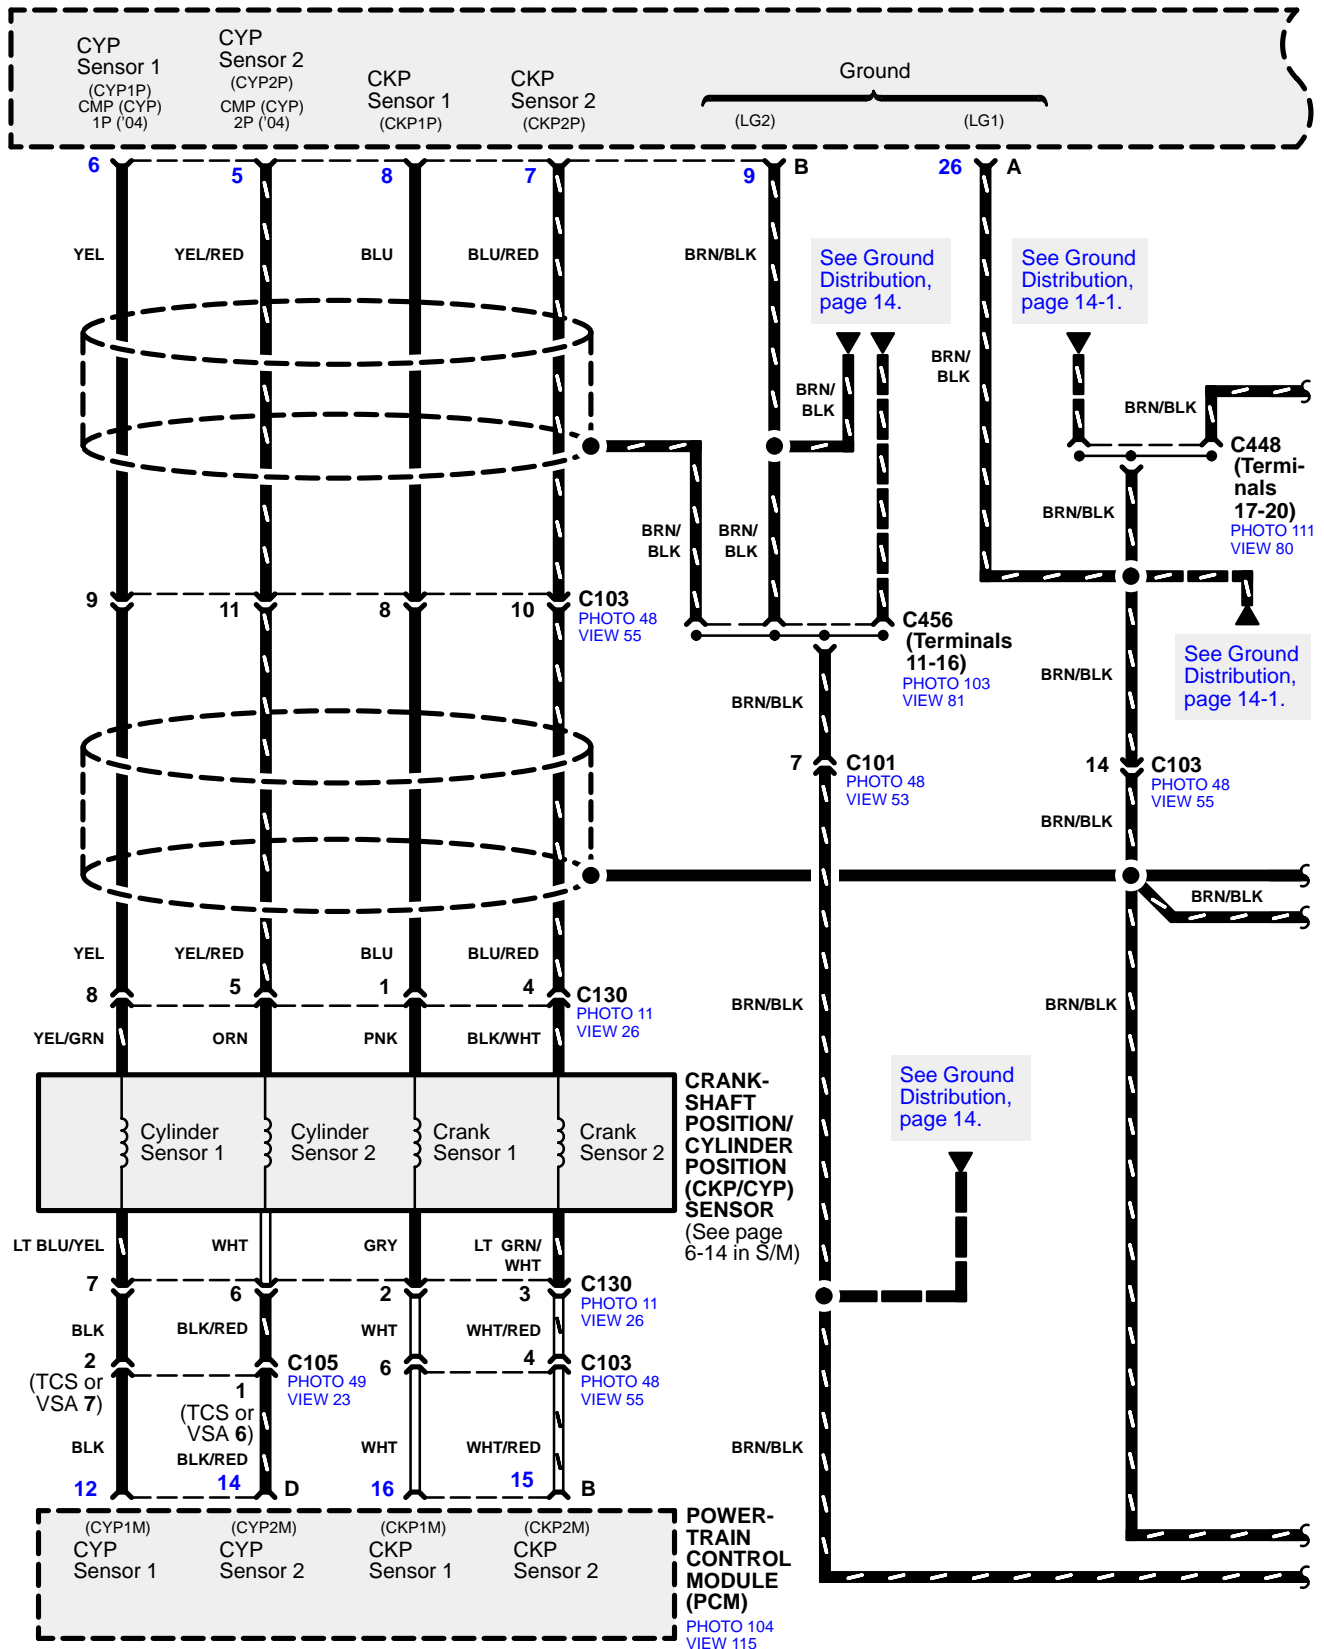 CYP
Sensor 1
(CYP1P)
CMP (CYP)
1P ('04)
CYP
Sensor 2
(CYP2P)
CMP (CYP)
2P ('04)
CKP
Sensor 1
(CKP1P)
CKP
Sensor 2
(CKP2P)
Ground
(LG2)
(LG1)
6
5
8
7
9
B
26
A
YEL
YEL/RED
BLU
BLU/RED
BRN/BLK
See Ground
Distribution,
page 14.
See Ground
Distribution,
page 14-1.
BRN/
BLK
BRN/
BLK
BRN/BLK
C448
(Termi-
nals
17-20)
PHOTO 111
VIEW 80
BRN/
BLK
BRN/
BLK
BRN/BLK
9
11
8
10
C103
PHOTO 48
VIEW 55
C456
(Terminals
11-16)
PHOTO 103
VIEW 81
See Ground
Distribution,
page 14-1.
BRN/BLK
BRN/BLK
7
C101
PHOTO 48
VIEW 53
14
C103
PHOTO 48
VIEW 55
BRN/BLK
BRN/BLK
YEL
YEL/RED
BLU
BLU/RED
8
5
1
4
C130
PHOTO 11
VIEW 26
BRN/BLK
BRN/BLK
YEL/GRN
ORN
PNK
BLK/WHT
Cylinder
Sensor 1
Cylinder
Sensor 2
Crank
Sensor 1
Crank
Sensor 2
CRANK-
SHAFT
POSITION/
CYLINDER
POSITION
(CKP/CYP)
SENSOR
(See page
6-14 in S/M)
See Ground
Distribution,
page 14.
LT BLU/YEL
WHT
GRY
LT GRN/
WHT
7
6
2
3
C130
PHOTO 11
VIEW 26
BLK
BLK/RED
WHT
WHT/RED
2
(TCS or
VSA 7)
1
(TCS or
VSA 6)
C105
PHOTO 49
VIEW 23
6
4
C103
PHOTO 48
VIEW 55
BLK
BLK/RED
WHT
WHT/RED
BRN/BLK
12
14
D
16
15
B
(CYP1M)
CYP
Sensor 1
(CYP2M)
CYP
Sensor 2
(CKP1M)
CKP
Sensor 1
(CKP2M)
CKP
Sensor 2
POWER-
TRAIN
CONTROL
MODULE
(PCM)
PHOTO 104
VIEW 115